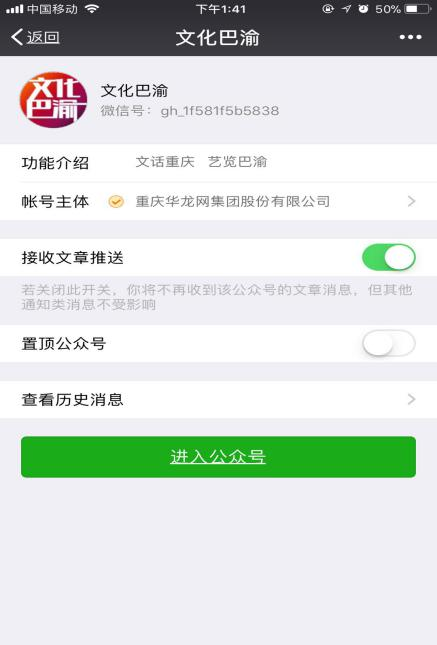 中国移动 下午1:41 50%
返回 文化巴渝
文化
巴渝
文化巴渝
微信号: gh_1f581f5b5838
功能介绍 文话重庆 艺览巴渝
帐号主体 重庆华龙网集团股份有限公司
接收文章推送
若关闭此开关，你将不再收到该公众号的文章消息，但其他
通知类消息不受影响
置顶公众号
查看历史消息
进入公众号